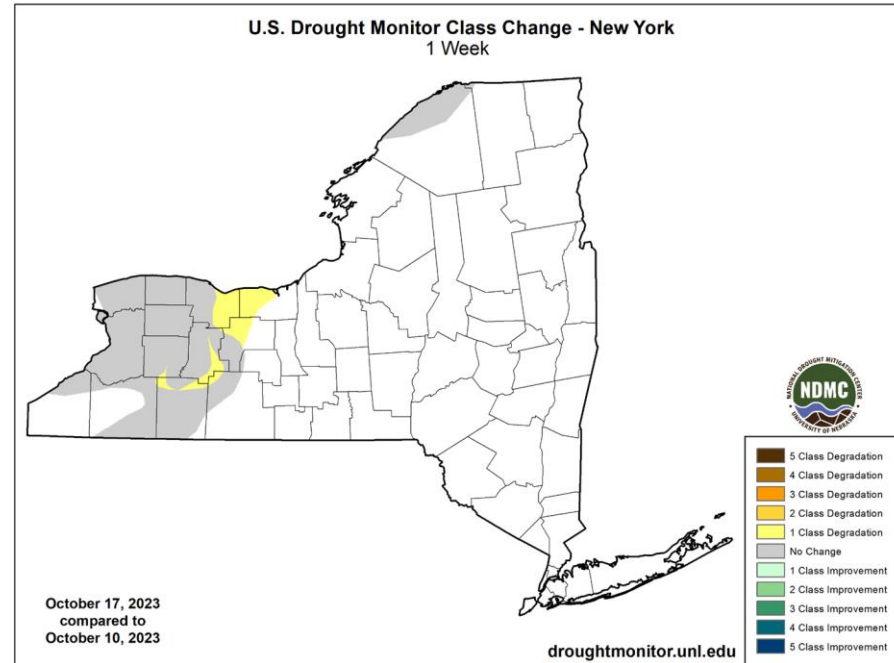 U.S. Drought Monitor Class Change - New York
1 Week
NATIONAL DROUGHT MITIGATION CENTER
NDMC
UNIVERSITY OF NEBRASKA
5 Class Degradation
4 Class Degradation
3 Class Degradation
2 Class Degradation
1 Class Degradation
No Change
1 Class Improvement
2 Class Improvement
3 Class Improvement
4 Class Improvement
5 Class Improvement
October 17, 2023
compared to
October 10, 2023
droughtmonitor.unl.edu